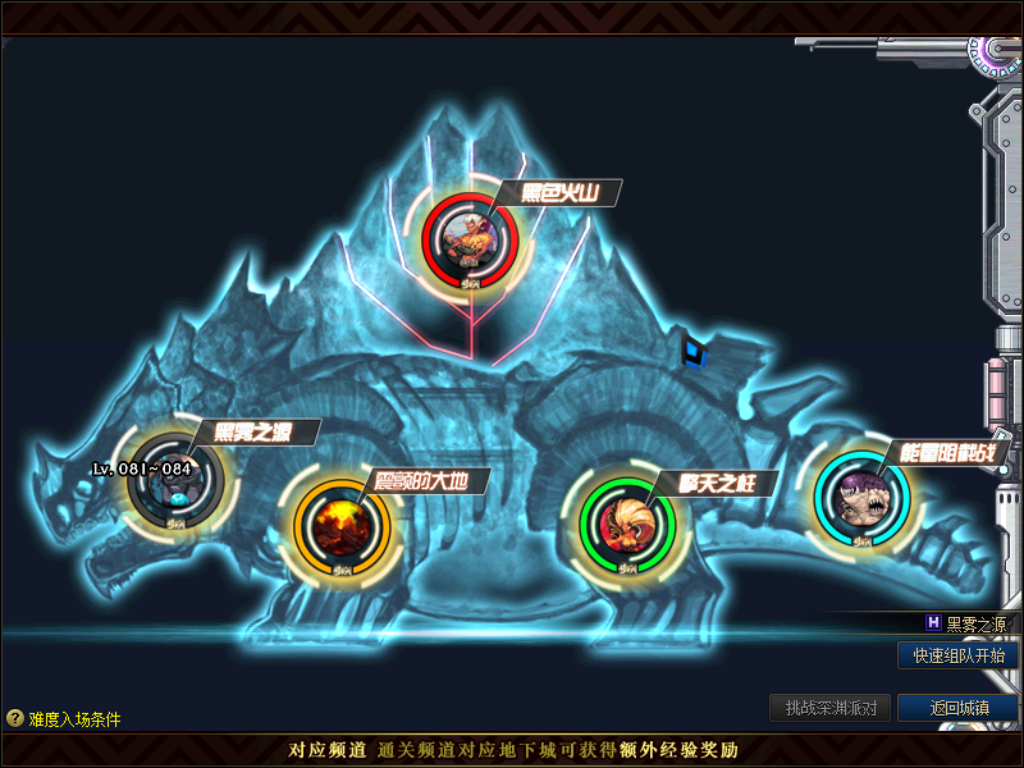 黑色火山
黑雾之源
Lv. 081~084
震颤的大地
擎天之柱
能量阻截战
H 黑雾之源
快速组队开始
挑战深渊派对
返回城镇
? 难度入场条件
对应频道 通关频道对应地下城可获得额外经验奖励